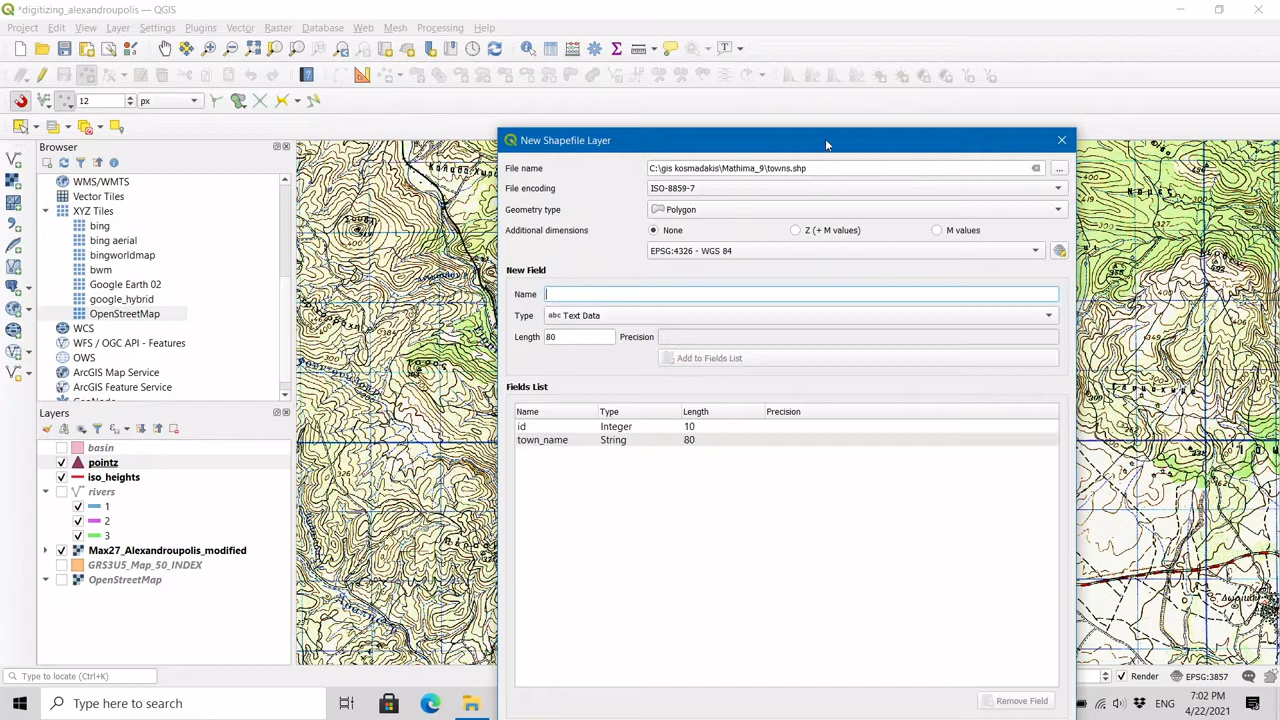 *digitizing_alexandroupolis — QGIS
Project Edit View Layer Settings Plugins Vector Raster Database Web Mesh Processing Help
12 px
Browser
WMS/WMTS
Vector Tiles
XYZ Tiles
bing
bing aerial
bingworldmap
bwm
Google Earth 02
google_hybrid
OpenStreetMap
WCS
WFS / OGC API - Features
OWS
ArcGIS Map Service
ArcGIS Feature Service
Layers
basin
pointz
iso_heights
rivers
1
2
3
Max27_Alexandroupolis_modified
GRS3U5_Map_50_INDEX
OpenStreetMap
New Shapefile Layer
File name C:\gis kosmadakis\Mathima_9\towns.shp ...
File encoding ISO-8859-7
Geometry type Polygon
Additional dimensions None Z (+ M values) M values
EPSG:4326 - WGS 84
New Field
Name
Type abc Text Data
Length 80 Precision
Add to Fields List
Fields List
Name Type Length Precision
id Integer 10
town_name String 80
Remove Field
326
Type to locate (Ctrl+K)
Render EPSG:3857
Type here to search
ENG 7:02 PM
4/22/2021